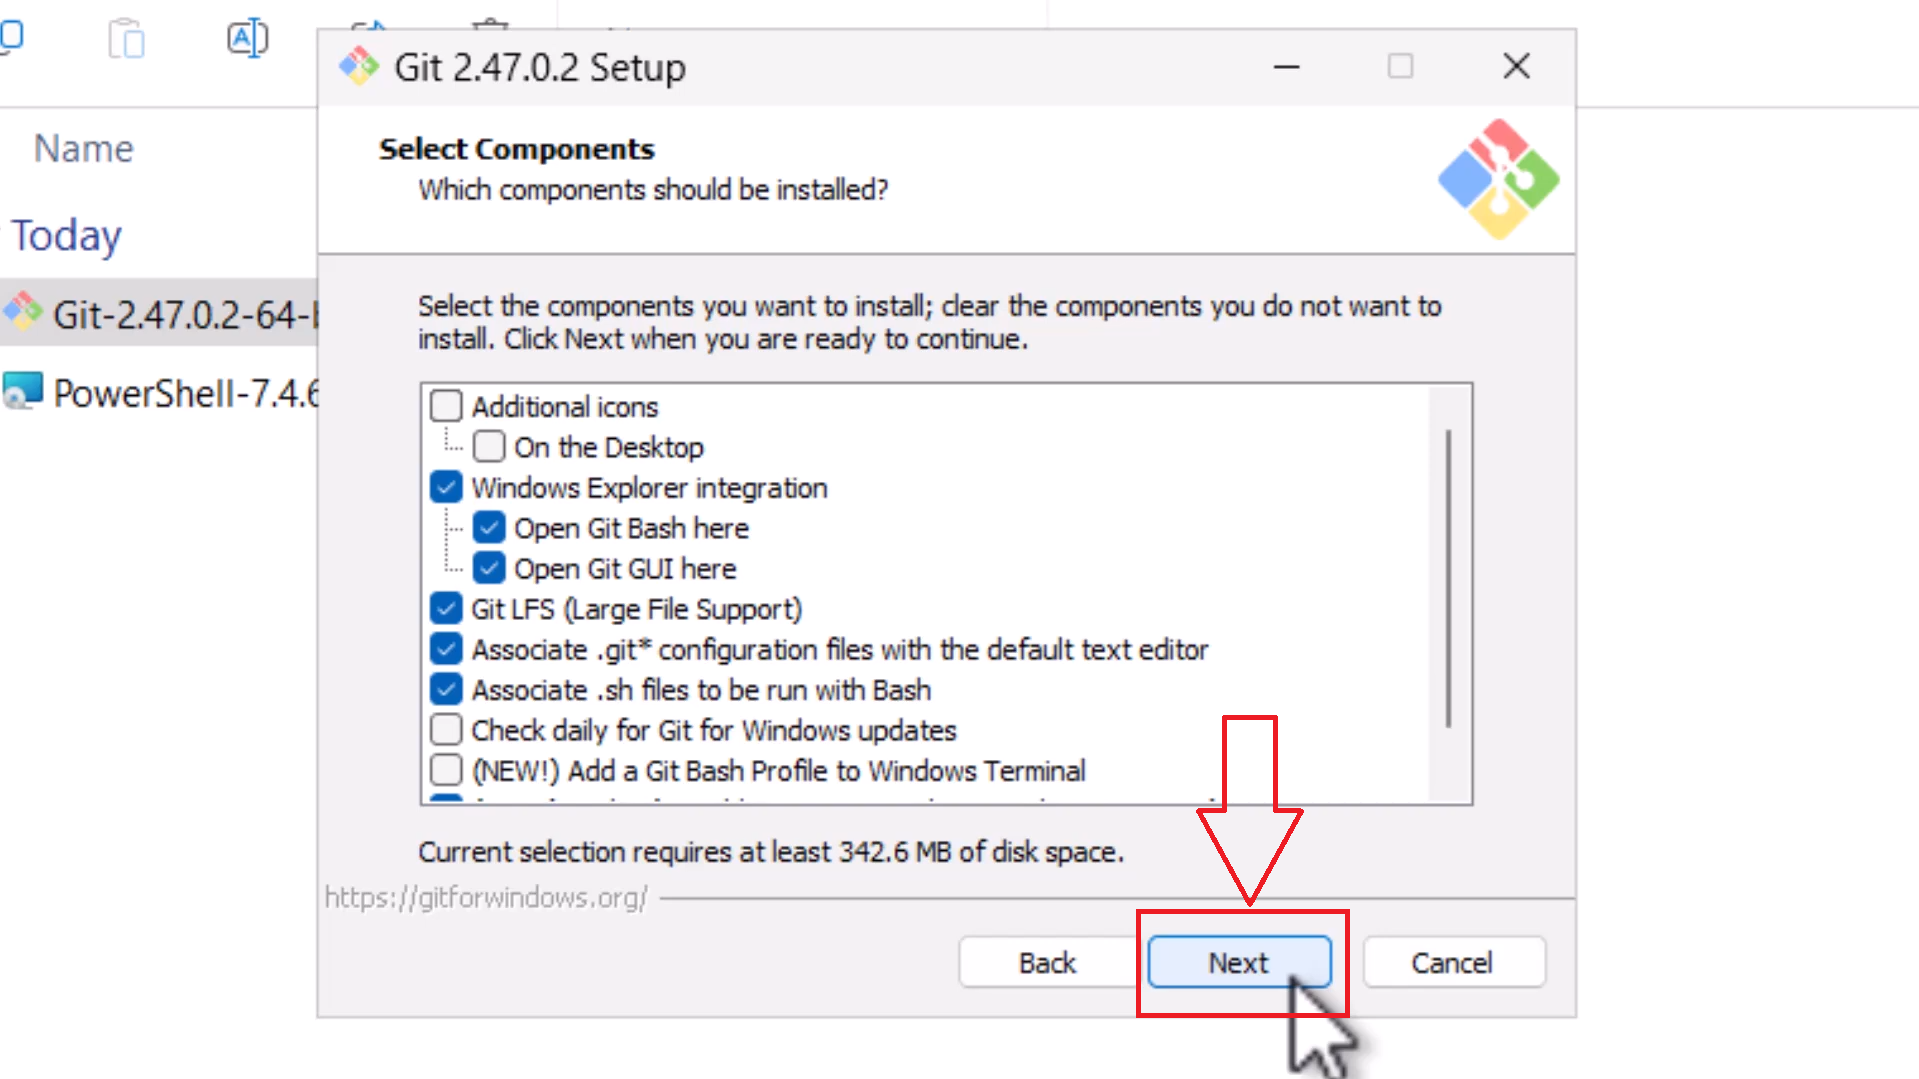 Git 2.47.0.2 Setup
Name
Select Components
Which components should be installed?
Today
Git-2.47.0.2-64-
PowerShell-7.4.6
Select the components you want to install; clear the components you do not want to
install. Click Next when you are ready to continue.
Additional icons
On the Desktop
Windows Explorer integration
Open Git Bash here
Open Git GUI here
Git LFS (Large File Support)
Associate .git* configuration files with the default text editor
Associate .sh files to be run with Bash
Check daily for Git for Windows updates
(NEW!) Add a Git Bash Profile to Windows Terminal
Current selection requires at least 342.6 MB of disk space.
https://gitforwindows.org/
Back
Next
Cancel